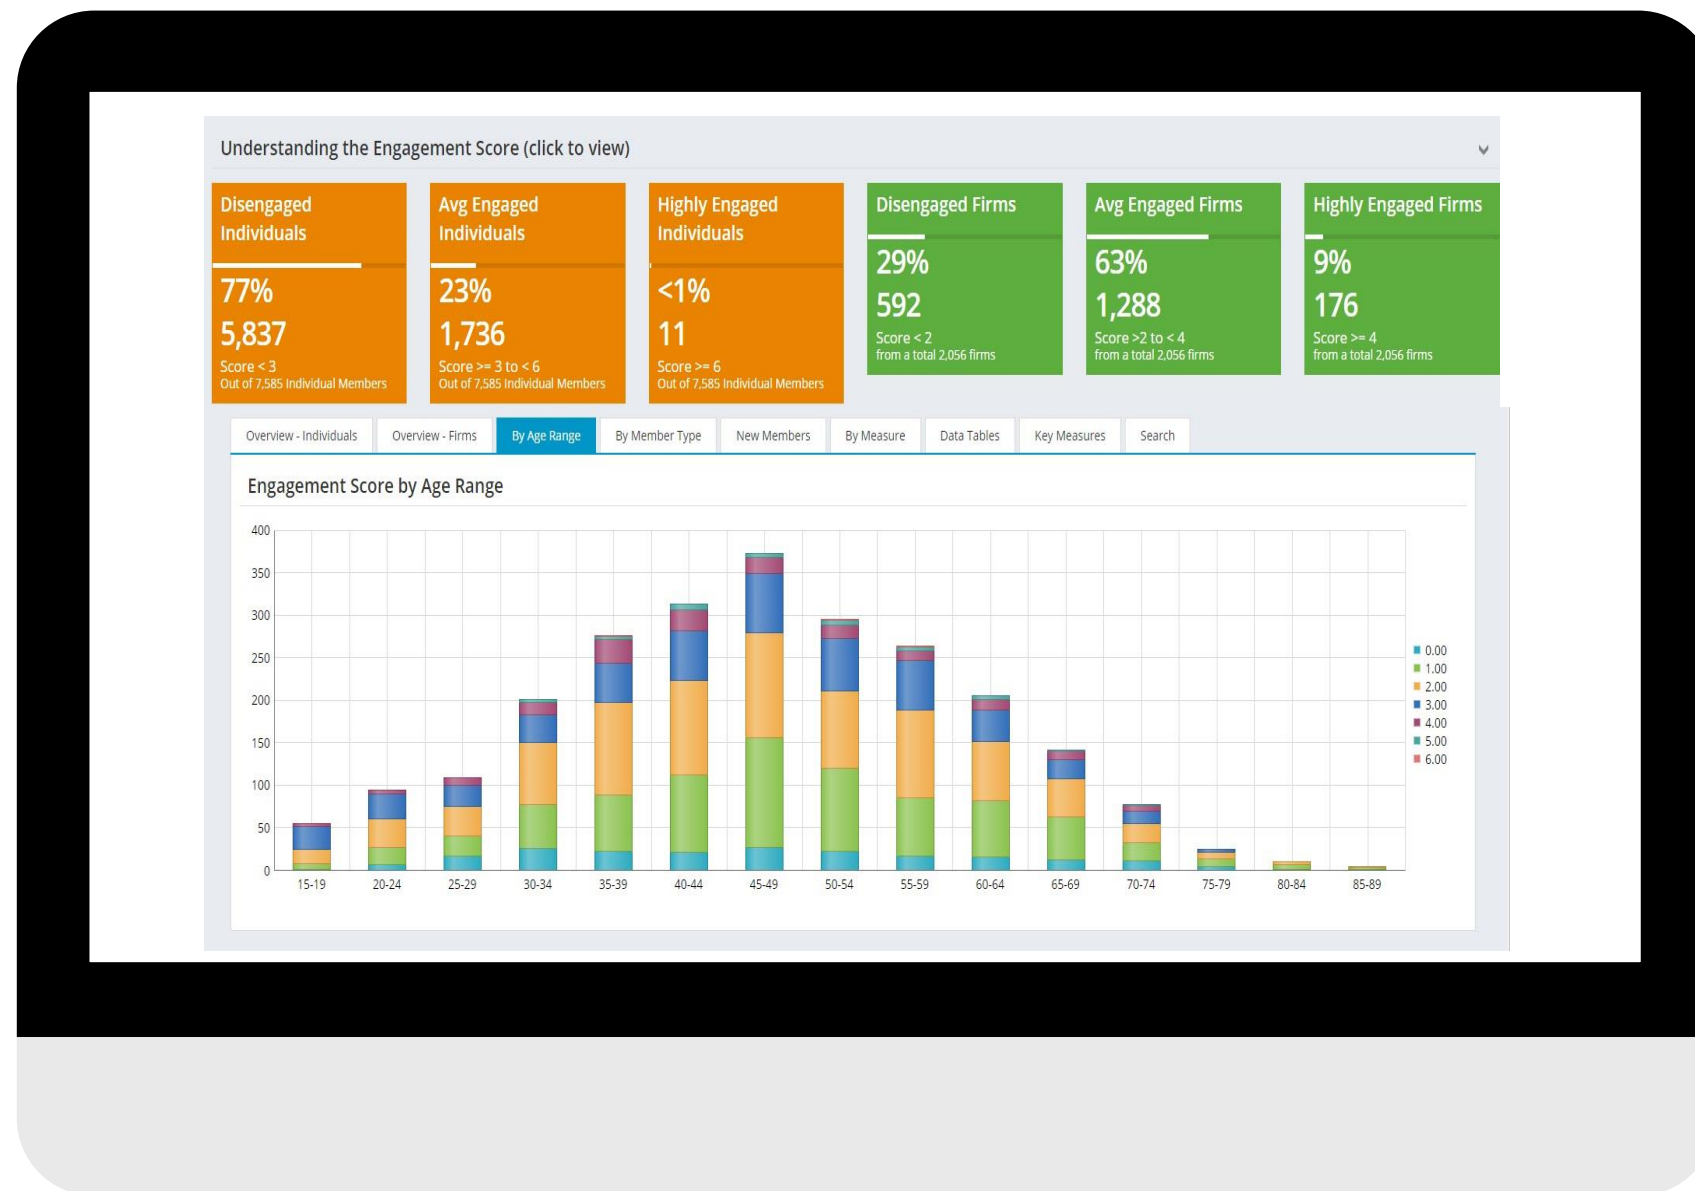 Understanding the Engagement Score (click to view)
Disengaged
Individuals
77%
5,837
Score < 3
Out of 7,585 Individual Members
Avg Engaged
Individuals
23%
1,736
Score >= 3 to < 6
Out of 7,585 Individual Members
Highly Engaged
Individuals
<1%
11
Score >= 6
Out of 7,585 Individual Members
Disengaged Firms
29%
592
Score < 2
from a total 2,056 firms
Avg Engaged Firms
63%
1,288
Score >2 to < 4
from a total 2,056 firms
Highly Engaged Firms
9%
176
Score >= 4
from a total 2,056 firms
Overview - Individuals Overview - Firms By Age Range By Member Type New Members By Measure Data Tables Key Measures Search
Engagement Score by Age Range
400
350
300
250
200
150
100
50
0
15-19 20-24 25-29 30-34 35-39 40-44 45-49 50-54 55-59 60-64 65-69 70-74 75-79 80-84 85-89
0.00
1.00
2.00
3.00
4.00
5.00
6.00